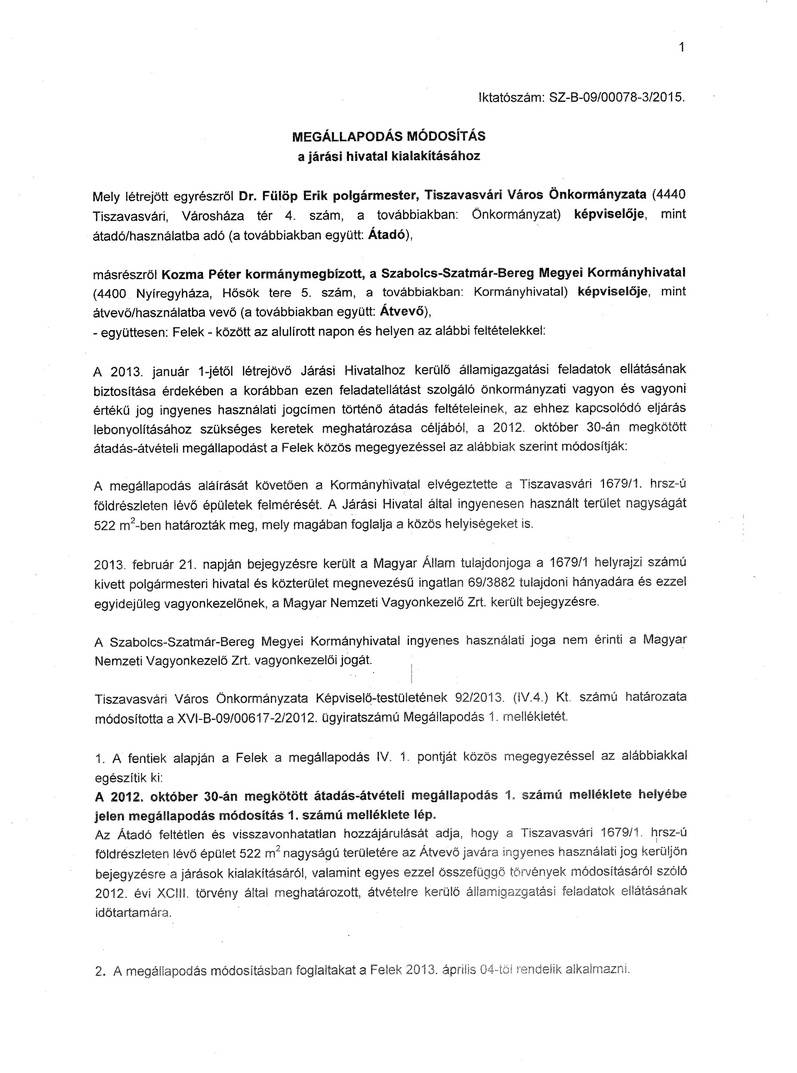 1
Iktatószám: SZ-B-09/00078-3/2015.
MEGÁLLAPODÁS MÓDOSÍTÁS
a járási hivatal kialakításához
Mely létrejött egyrészről Dr. Fülöp Erik polgármester, Tiszavasvári Város Önkormányzata (4440
Tiszavasvári, Városháza tér 4. szám, a továbbiakban: Önkormányzat) képviselője, mint
átadó/használatba adó (a továbbiakban együtt: Átadó),
másrészről Kozma Péter kormánymegbízott, a Szabolcs-Szatmár-Bereg Megyei Kormányhivatal
(4400 Nyíregyháza, Hősök tere 5. szám, a továbbiakban: Kormányhivatal) képviselője, mint
átvevő/használatba vevő (a továbbiakban együtt: Átvevő),
- együttesen: Felek - között az alulírott napon és helyen az alábbi feltételekkel:
A 2013. január 1-jétől létrejövő Járási Hivatalhoz kerülő államigazgatási feladatok ellátásának
biztosítása érdekében a korábban ezen feladatellátást szolgáló önkormányzati vagyon és vagyoni
értékű jog ingyenes használati jogcímen történő átadás feltételeinek, az ehhez kapcsolódó eljárás
lebonyolításához szükséges keretek meghatározása céljából, a 2012. október 30-án megkötött
átadás-átvételi megállapodást a Felek közös megegyezéssel az alábbiak szerint módosítják:
A megállapodás aláírását követően a Kormányhivatal elvégeztette a Tiszavasvári 1679/1. hrsz-ú
földrészleten lévő épületek felmérését. A Járási Hivatal által ingyenesen használt terület nagyságát
522 m²-ben határozták meg, mely magában foglalja a közös helyiségeket is.
2013. február 21. napján bejegyzésre került a Magyar Állam tulajdonjoga a 1679/1 helyrajzi számú
kivett polgármesteri hivatal és közterület megnevezésű ingatlan 69/3882 tulajdoni hányadára és ezzel
egyidejűleg vagyonkezelőnek, a Magyar Nemzeti Vagyonkezelő Zrt. került bejegyzésre.
A Szabolcs-Szatmár-Bereg Megyei Kormányhivatal ingyenes használati joga nem érinti a Magyar
Nemzeti Vagyonkezelő Zrt. vagyonkezelői jogát.
Tiszavasvári Város Önkormányzata Képviselő-testületének 92/2013. (IV.4.) Kt. számú határozata
módosította a XVI-B-09/00617-2/2012. ügyiratszámú Megállapodás 1. mellékletét.
1. A fentiek alapján a Felek a megállapodás IV. 1. pontját közös megegyezéssel az alábbiakkal
egészítik ki:
A 2012. október 30-án megkötött átadás-átvételi megállapodás 1. számú melléklete helyébe
jelen megállapodás módosítás 1. számú melléklete lép.
Az Átadó feltétlen és visszavonhatatlan hozzájárulását adja, hogy a Tiszavasvári 1679/1. hrsz-ú
földrészleten lévő épület 522 m² nagyságú területére az Átvevő javára ingyenes használati jog kerüljön
bejegyzésre a járások kialakításáról, valamint egyes ezzel összefüggő törvények módosításáról szóló
2012. évi XCIII. törvény által meghatározott, átvételre kerülő államigazgatási feladatok ellátásának
időtartamára.
2. A megállapodás módosításban foglaltakat a Felek 2013. április 04-től rendelik alkalmazni.